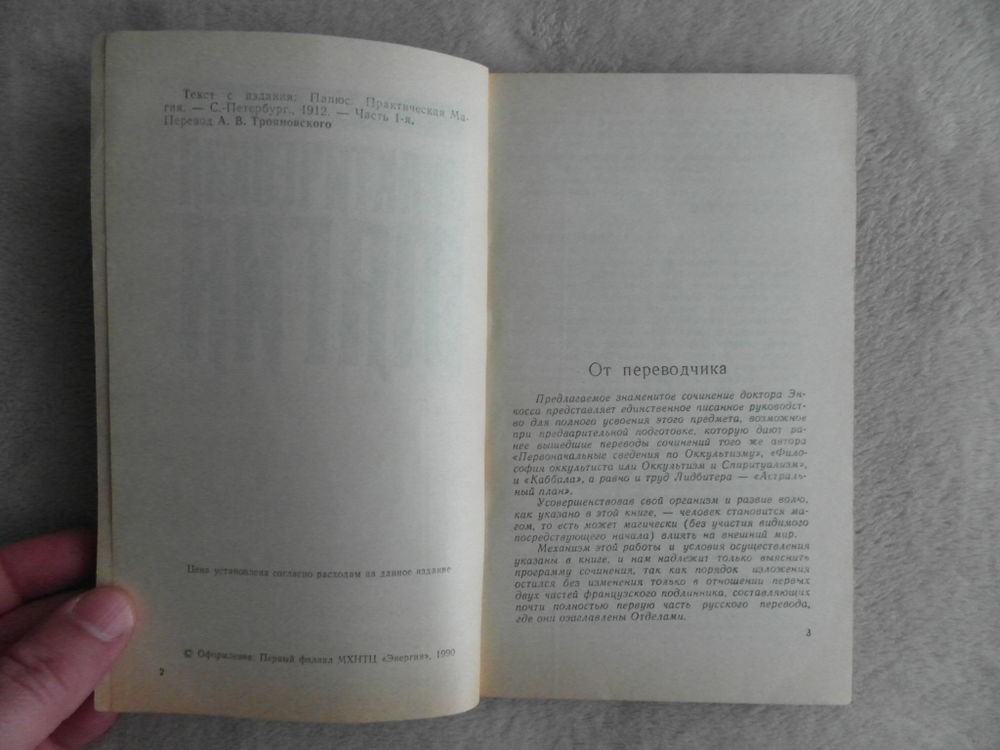 Текст с издания: Папюс. Практическая Ма-
гия. — С.-Петербург., 1912. — Часть 1-я.
Перевод А. В. Трояновского
Цена установлена согласно расходам на данное издание
© Оформления: Первый филиал МХНТЦ «Энергия», 1990
2
От переводчика
Предлагаемое знаменитое сочинение доктора Эн-
косса представляет единственное писанное руководст-
во для полного усвоения этого предмета, возможное
при предварительной подготовке, которую дают ра-
нее вышедшие переводы сочинений того же автора
«Первоначальные сведения по Оккультизму», «Фило-
софия оккультиста или Оккультизм и Спиритуализм»,
и «Каббала», а равно и труд Лидбитера — «Астраль-
ный план».
Усовершенствовав свой организм и развив волю,
как указано в этой книге, — человек становится ма-
гом, то есть может магически (без участия видимого
посредствующего начала) влиять на внешний мир.
Механизм этой работы и условия осуществления
указаны в книге, и нам надлежит только выяснить
программу сочинения, так как порядок изложения
остился без изменения только в отношении первых
двух частей французского подлинника, составляющих
почти полностью первую часть русского перевода,
где они озаглавлены Отделами.
3